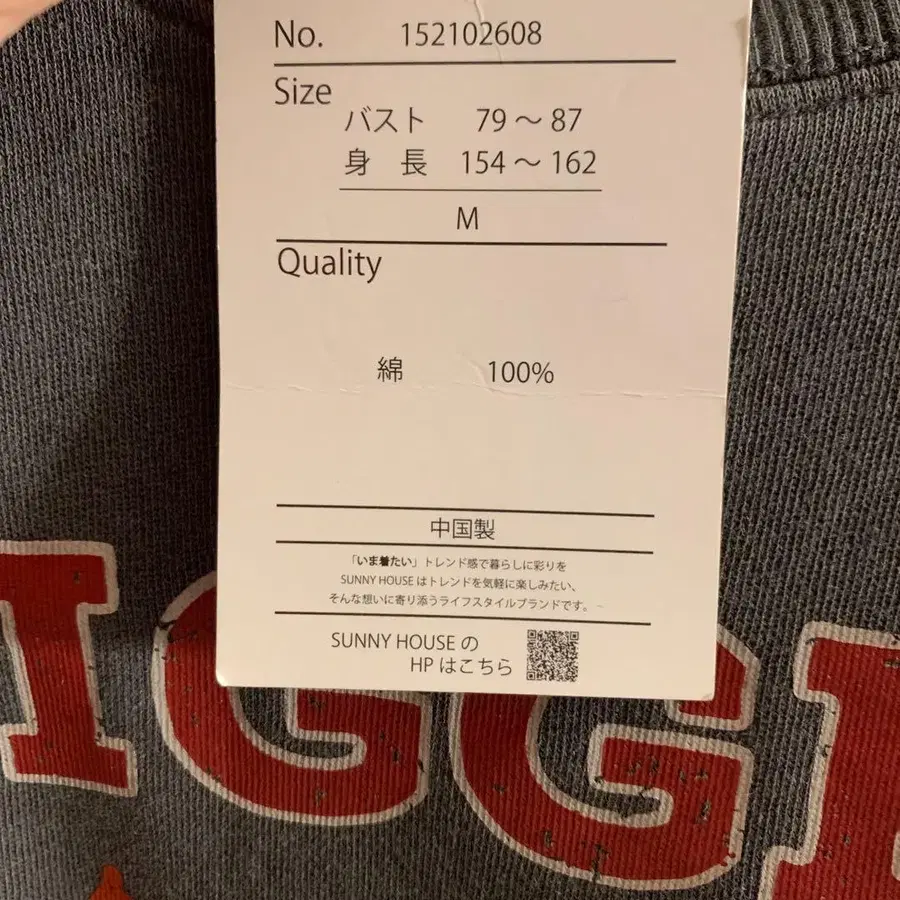 No. 152102608
Size
バスト 79～87
身 長 154～162
M
Quality
綿 100%
中国製
「いま着たい」トレンド感で暮らしに彩りを
SUNNY HOUSE はトレンドを気軽に楽しみたい、
そんな想いに寄り添うライフスタイルブランドです。
SUNNY HOUSE の
HP はこちら
IGG